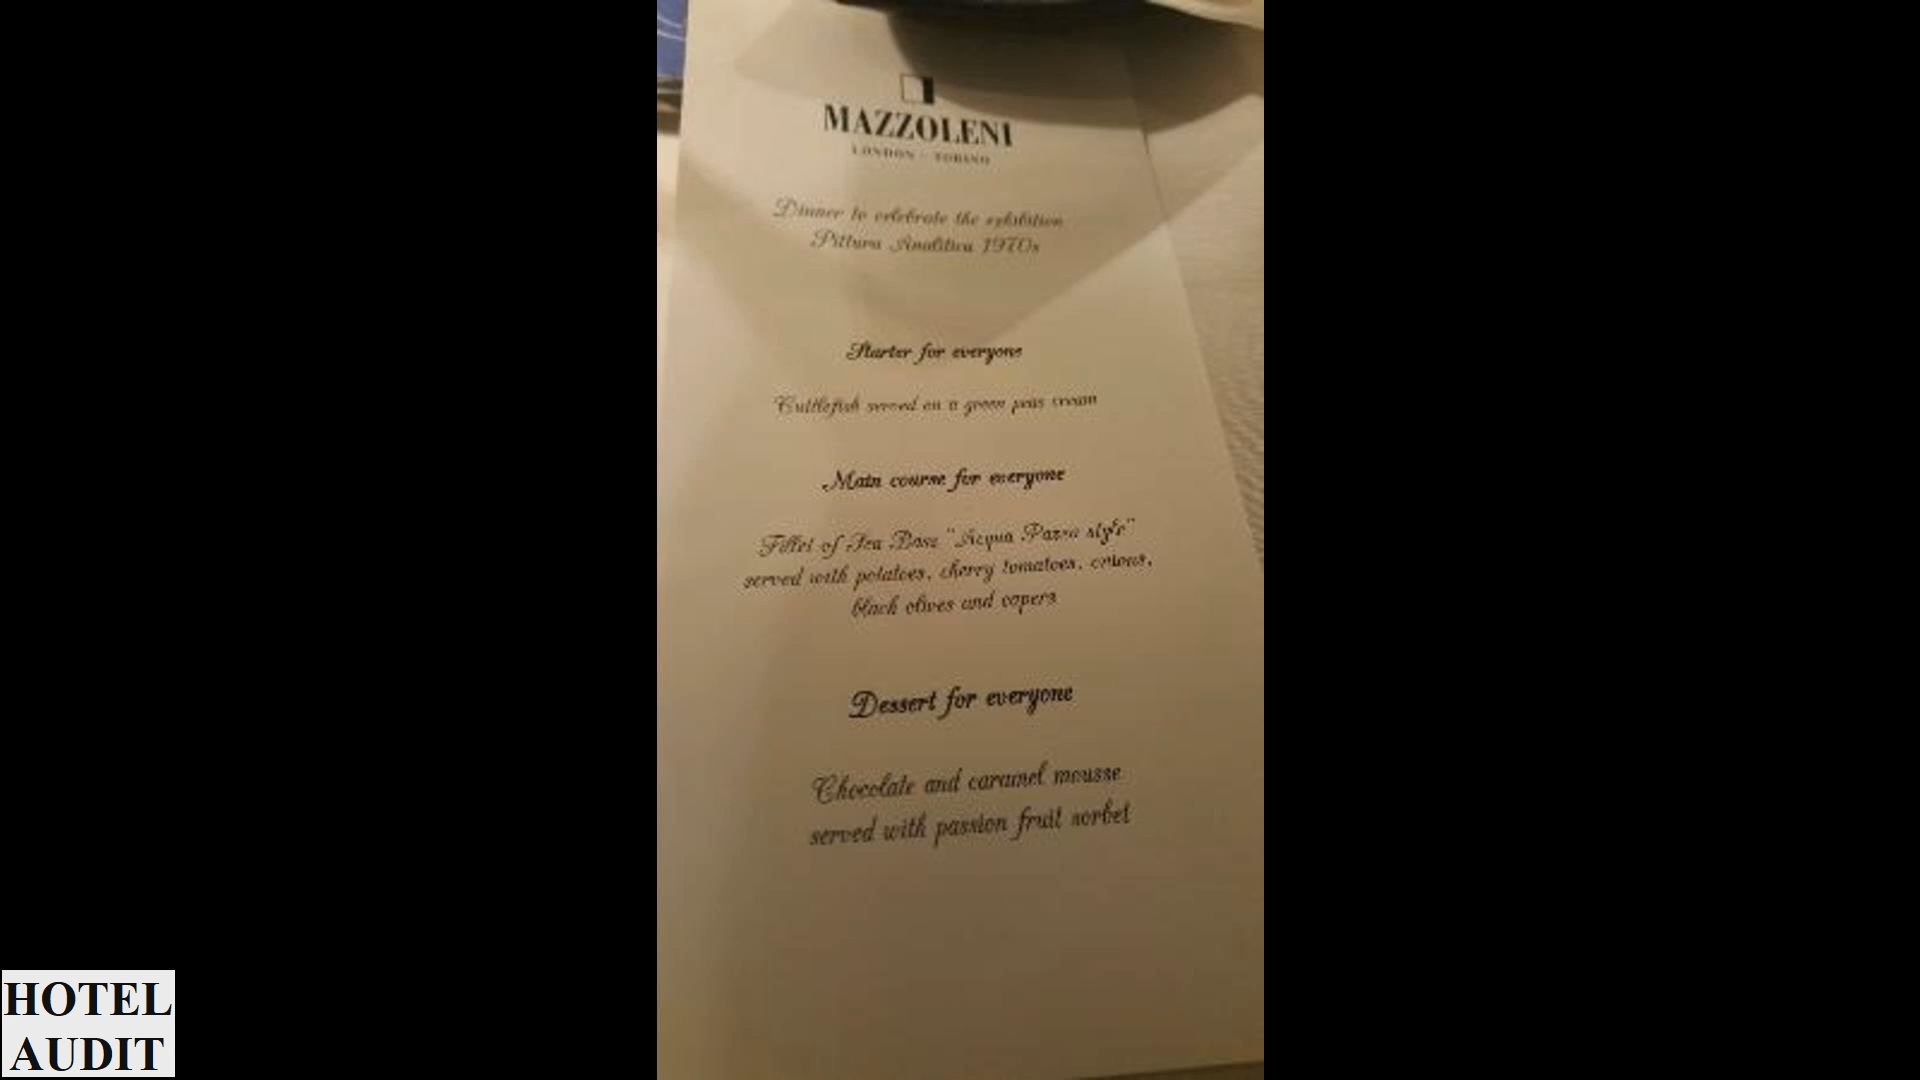 MAZZOLENI
LONDON - TORINO
Dinner to celebrate the exhibition
Pittura Analitica 1970s
Starter for everyone
Cuttlefish served on a green peas cream
Main course for everyone
Fillet of Sea Bass "Acqua Pazza style"
served with potatoes, cherry tomatoes, onions,
black olives and capers
Dessert for everyone
Chocolate and caramel mousse
served with passion fruit sorbet
HOTEL
AUDIT